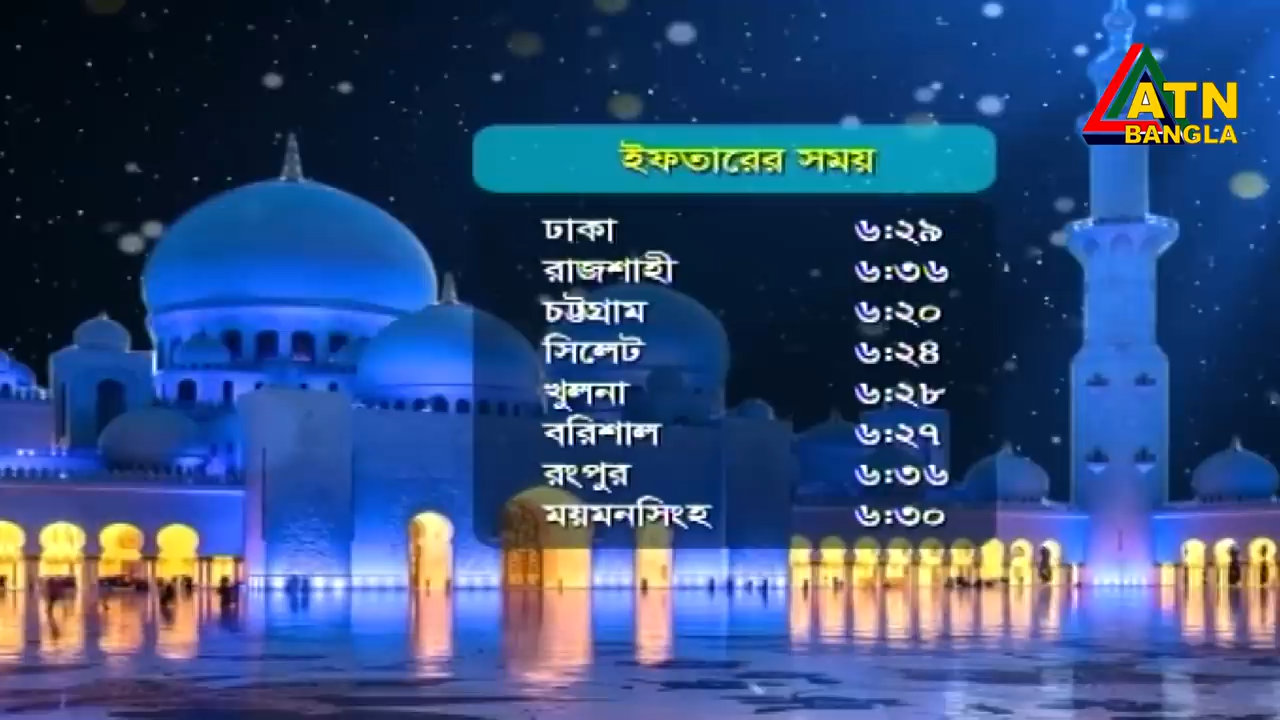 ATN
BANGLA
ইফতারের সময়
ঢাকা ৬:২৯
রাজশাহী ৬:৩৬
চট্টগ্রাম ৬:২০
সিলেট ৬:২৪
খুলনা ৬:২৮
বরিশাল ৬:২৭
রংপুর ৬:৩৬
ময়মনসিংহ ৬:৩০